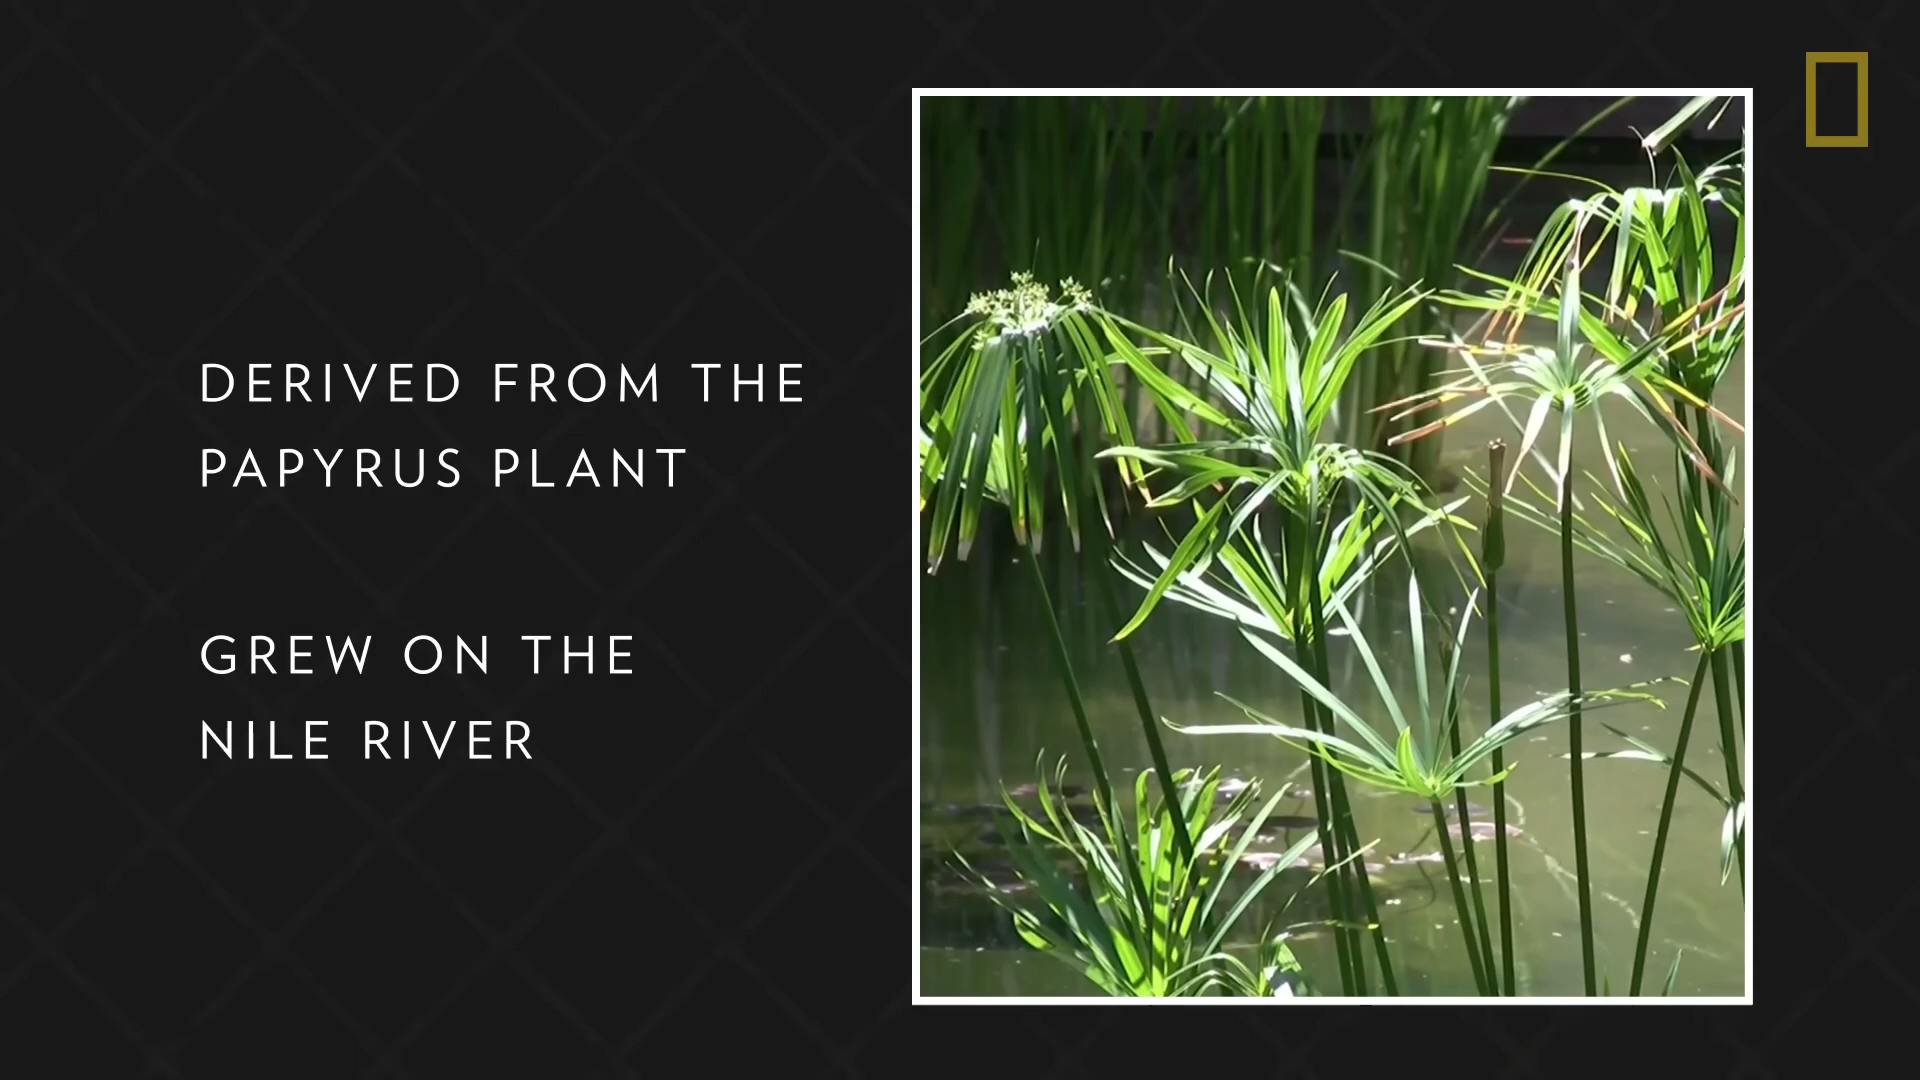 DERIVED FROM THE
PAPYRUS PLANT
GREW ON THE
NILE RIVER